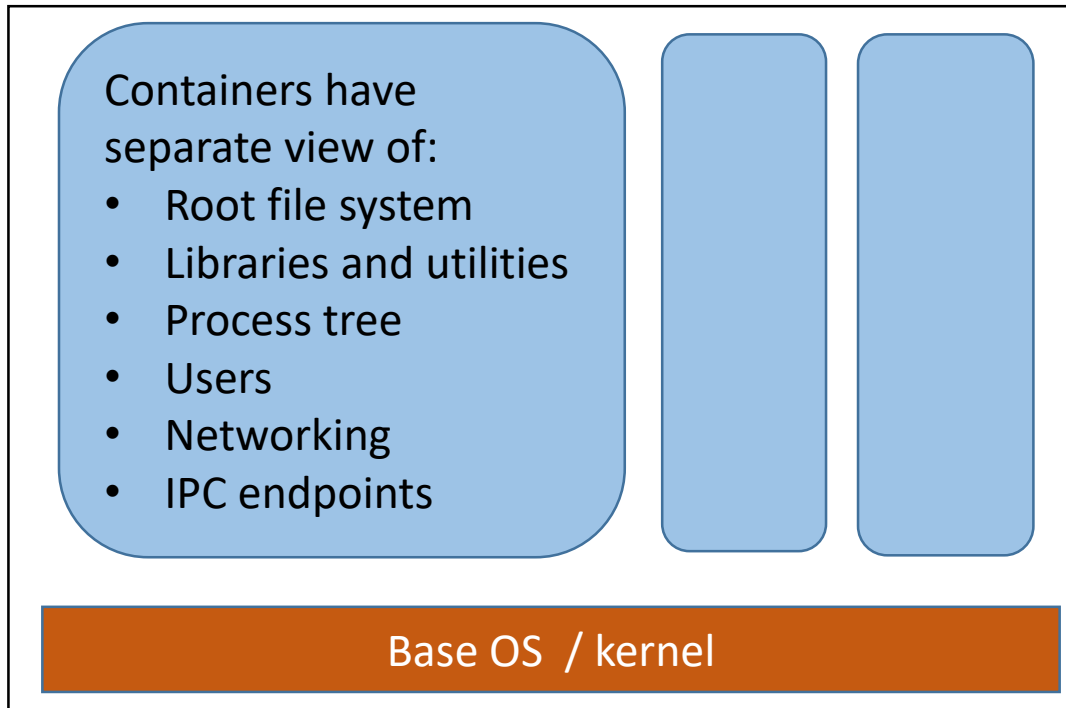 Containers have
separate view of:
• Root file system
• Libraries and utilities
• Process tree
• Users
• Networking
• IPC endpoints
Base OS / kernel